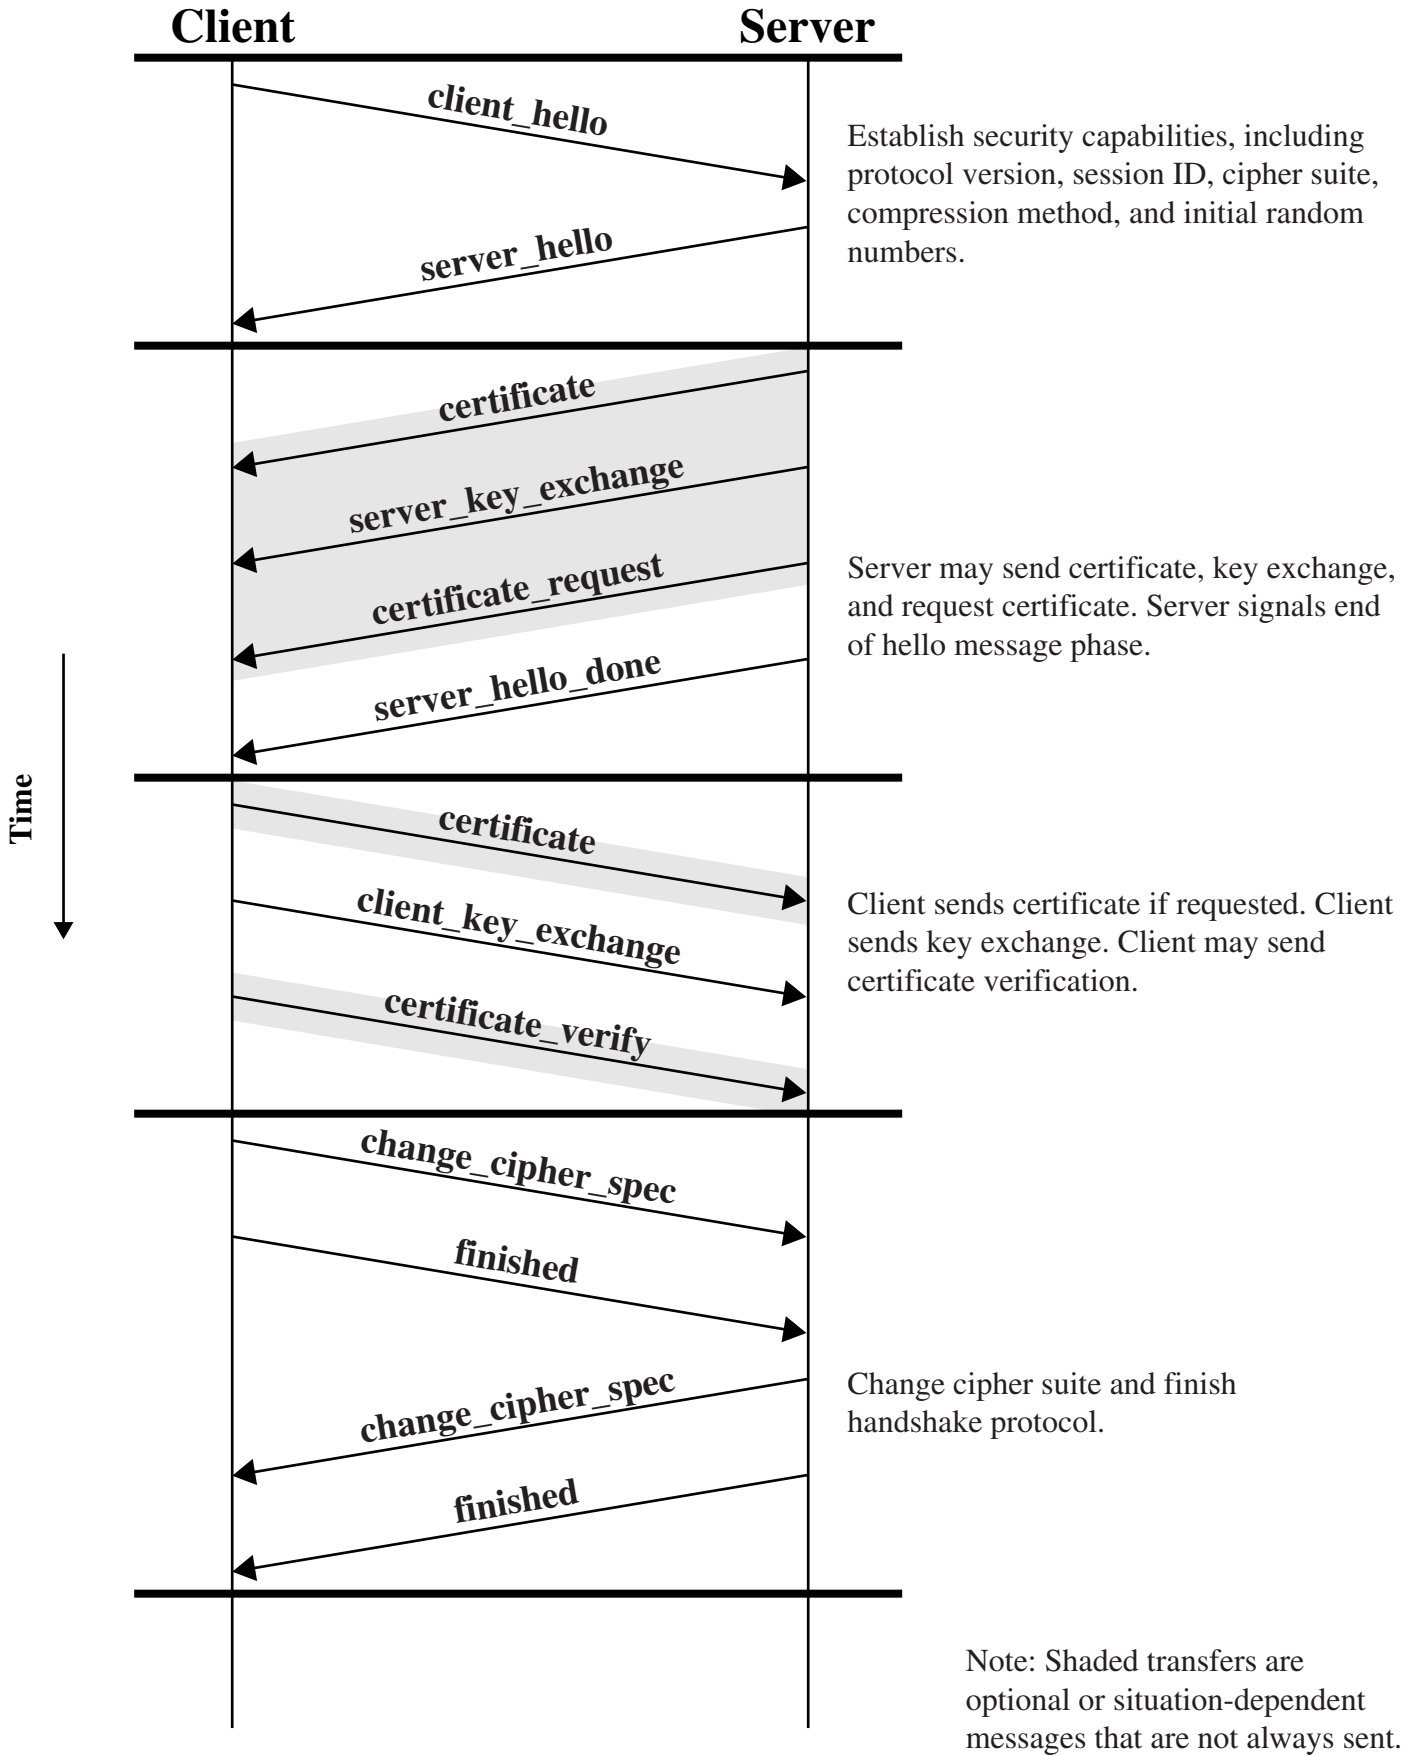 Client
Server
client_hello
Establish security capabilities, including
protocol version, session ID, cipher suite,
compression method, and initial random
numbers.
server_hello
certificate
server_key_exchange
certificate_request
Server may send certificate, key exchange,
and request certificate. Server signals end
of hello message phase.
server_hello_done
Time
certificate
client_key_exchange
Client sends certificate if requested. Client
sends key exchange. Client may send
certificate verification.
certificate_verify
change_cipher_spec
finished
change_cipher_spec
Change cipher suite and finish
handshake protocol.
finished
Note: Shaded transfers are
optional or situation-dependent
messages that are not always sent.